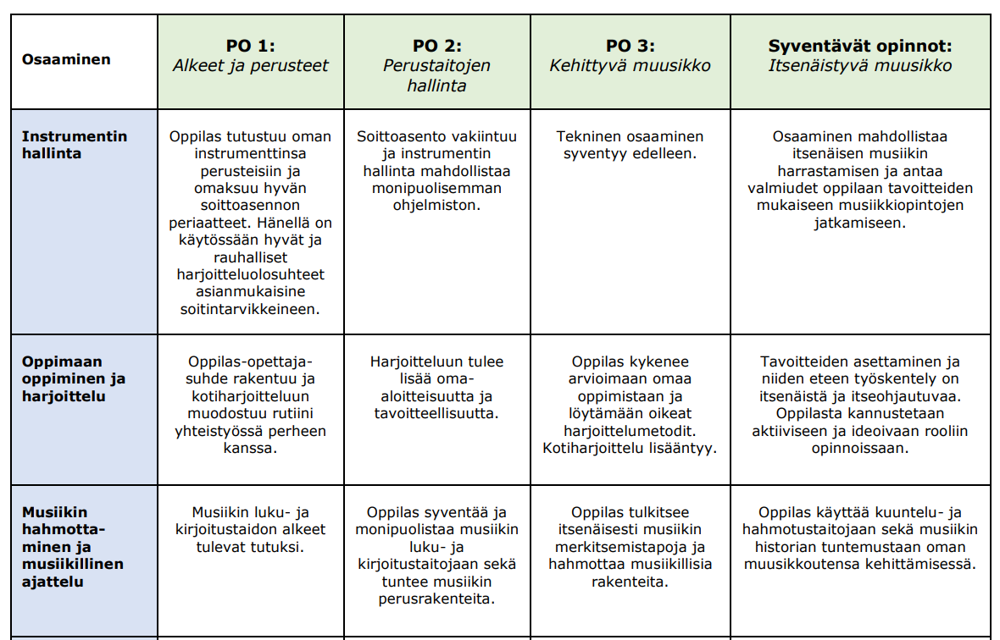 Osaaminen
PO 1:
Alkeet ja perusteet
PO 2:
Perustaitojen
hallinta
PO 3:
Kehittyvä muusikko
Syventävät opinnot:
Itsenäistyvä muusikko
Instrumentin
hallinta
Oppilas tutustuu oman
instrumenttinsa
perusteisiin ja
omaksuu hyvän
soittoasennon
periaatteet. Hänellä on
käytössään hyvät ja
rauhalliset
harjoitteluolosuhteet
asianmukaisine
soitintarvikkeineen.
Soittoasento vakiintuu
ja instrumentin
hallinta mahdollistaa
monipuolisemman
ohjelmiston.
Tekninen osaaminen
syventyy edelleen.
Osaaminen mahdollistaa
itsenäisen musiikin
harrastamisen ja antaa
valmiudet oppilaan tavoitteiden
mukaiseen musiikkiopintojen
jatkamiseen.
Oppimaan
oppiminen ja
harjoittelu
Oppilas-opettaja-
suhde rakentuu ja
kotiharjoitteluun
muodostuu rutiini
yhteistyössä perheen
kanssa.
Harjoitteluun tulee
lisää oma-
aloitteisuutta ja
tavoitteellisuutta.
Oppilas kykenee
arvioimaan omaa
oppimistaan ja
löytämään oikeat
harjoittelumetodit.
Kotiharjoittelu lisääntyy.
Tavoitteiden asettaminen ja
niiden eteen työskentely on
itsenäistä ja itseohjautuvaa.
Oppilasta kannustetaan
aktiiviseen ja ideoivaan rooliin
opinnoissaan.
Musiikin
hahmotta-
minen ja
musiikillinen
ajattelu
Musiikin luku- ja
kirjoitustaidon alkeet
tulevat tutuksi.
Oppilas syventää ja
monipuolistaa musiikin
luku- ja
kirjoitustaitojaan sekä
tuntee musiikin
perusrakenteita.
Oppilas tulkitsee
itsenäisesti musiikin
merkitsemistapoja ja
hahmottaa musiikillisia
rakenteita.
Oppilas käyttää kuuntelu- ja
hahmotustaitojaan sekä musiikin
historian tuntemustaan oman
muusikkoutensa kehittämisessä.